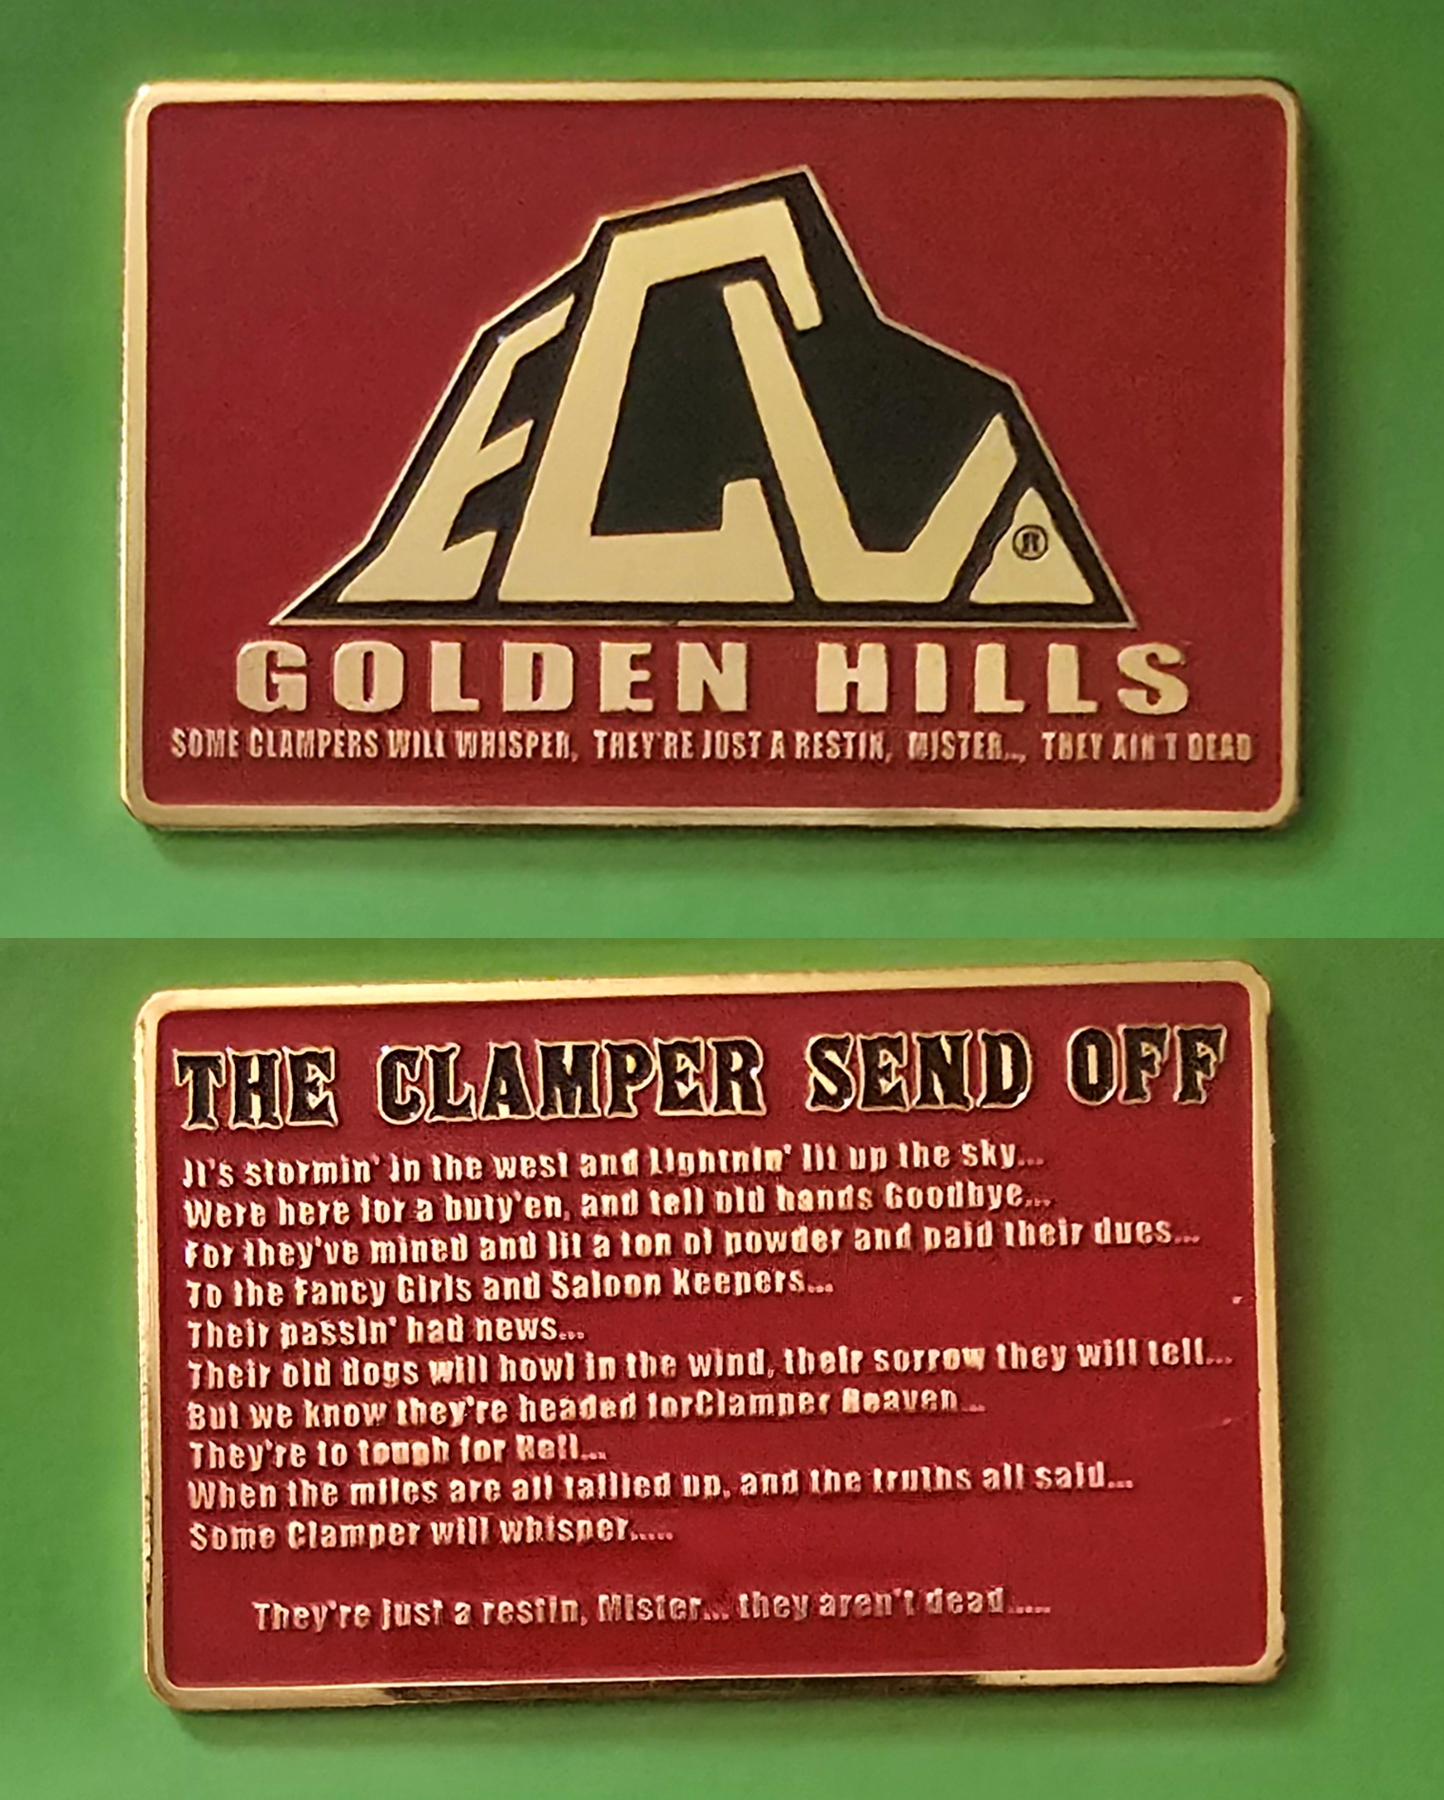 ECV
®
GOLDEN HILLS
SOME CLAMPERS WILL WHISPER, THEY'RE JUST A RESTIN, MISTER..., THEY AIN'T DEAD
THE CLAMPER SEND OFF
It's stormin' in the west and Lightnin' lit up the sky...
Were here for a buty'en, and tell old hands Goodbye...
For they've mined and lit a ton of powder and paid their dues...
To the Fancy Girls and Saloon Keepers...
Their passin' bad news...
Their old dogs will howl in the wind, their sorrow they will tell...
But we know they're headed forClamper Heaven...
They're to tough for Hell...
When the miles are all tallied up, and the truths all said...
Some Clamper will whisper.....
They're just a restin, Mister... they aren't dead.....